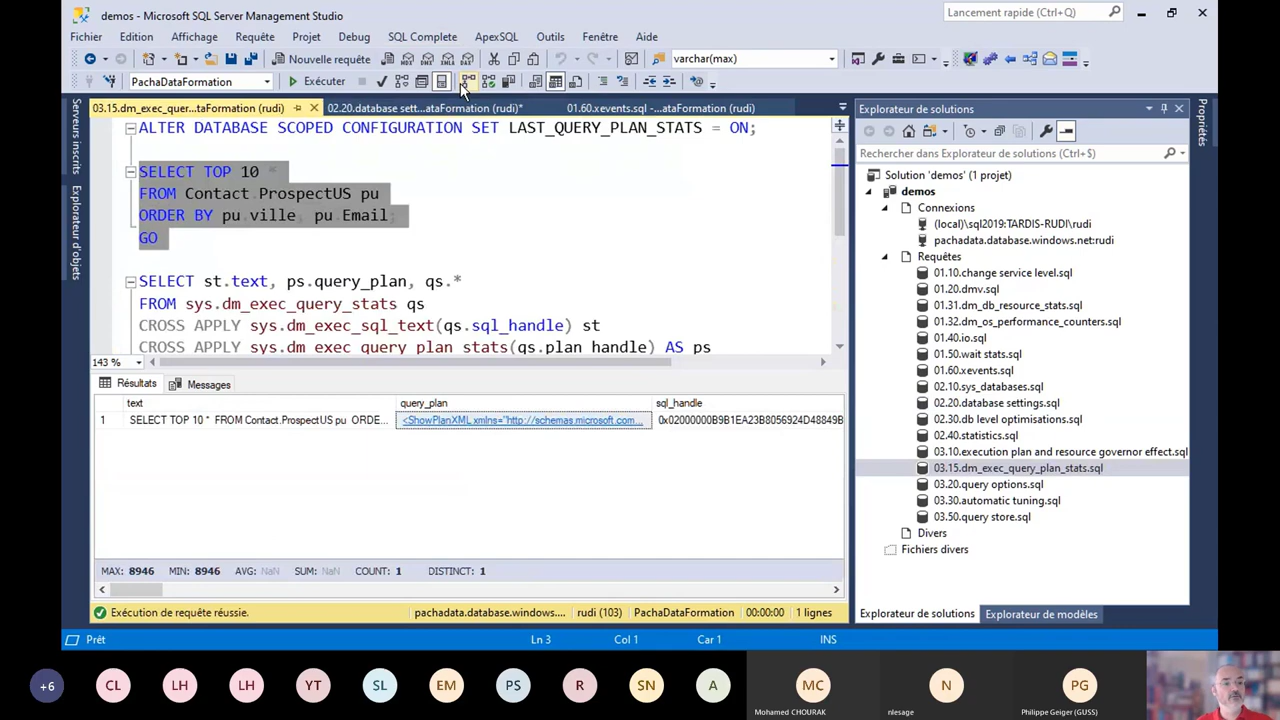 demos - Microsoft SQL Server Management Studio
Lancement rapide (Ctrl+Q)
Fichier Edition Affichage Requête Projet Debug SQL Complete ApexSQL Outils Fenêtre Aide
Nouvelle requête
varchar(max)
PachaDataFormation
Exécuter
03.15.dm_exec_quer...taFormation (rudi)
02.20.database sett...ataFormation (rudi)*
01.60.xevents.sql -...ataFormation (rudi)
Serveurs inscrits
Explorateur d'objets
ALTER DATABASE SCOPED CONFIGURATION SET LAST_QUERY_PLAN_STATS = ON;
SELECT TOP 10 *
FROM Contact.ProspectUS pu
ORDER BY pu.ville, pu.Email;
GO
SELECT st.text, ps.query_plan, qs.*
FROM sys.dm_exec_query_stats qs
CROSS APPLY sys.dm_exec_sql_text(qs.sql_handle) st
CROSS APPLY sys.dm_exec_query_plan_stats(qs.plan_handle) AS ps
143 %
Résultats Messages
text query_plan sql_handle
1 SELECT TOP 10 * FROM Contact.ProspectUS pu ORDE... <ShowPlanXML xmlns="http://schemas.microsoft.com... 0x02000000B9B1EA23B8056924D48849B
MAX: 8946 MIN: 8946 AVG: NaN SUM: NaN COUNT: 1 DISTINCT: 1
Exécution de requête réussie. pachadata.database.windows.... rudi (103) PachaDataFormation 00:00:00 1 lignes
Explorateur de solutions
Rechercher dans Explorateur de solutions (Ctrl+$)
Solution 'demos' (1 projet)
demos
Connexions
(local)\sql2019:TARDIS-RUDI\rudi
pachadata.database.windows.net:rudi
Requêtes
01.10.change service level.sql
01.20.dmv.sql
01.31.dm_db_resource_stats.sql
01.32.dm_os_performance_counters.sql
01.40.io.sql
01.50.wait stats.sql
01.60.xevents.sql
02.10.sys_databases.sql
02.20.database settings.sql
02.30.db level optimisations.sql
02.40.statistics.sql
03.10.execution plan and resource governor effect.sql
03.15.dm_exec_query_plan_stats.sql
03.20.query options.sql
03.30.automatic tuning.sql
03.50.query store.sql
Divers
Fichiers divers
Explorateur de solutions Explorateur de modèles
Propriétés
Prêt Ln 3 Col 1 Car 1 INS
+6 CL LH LH YT SL EM PS R SN A MC N PG
Mohamed CHOURAK nlesage Philippe Geiger (GUSS)